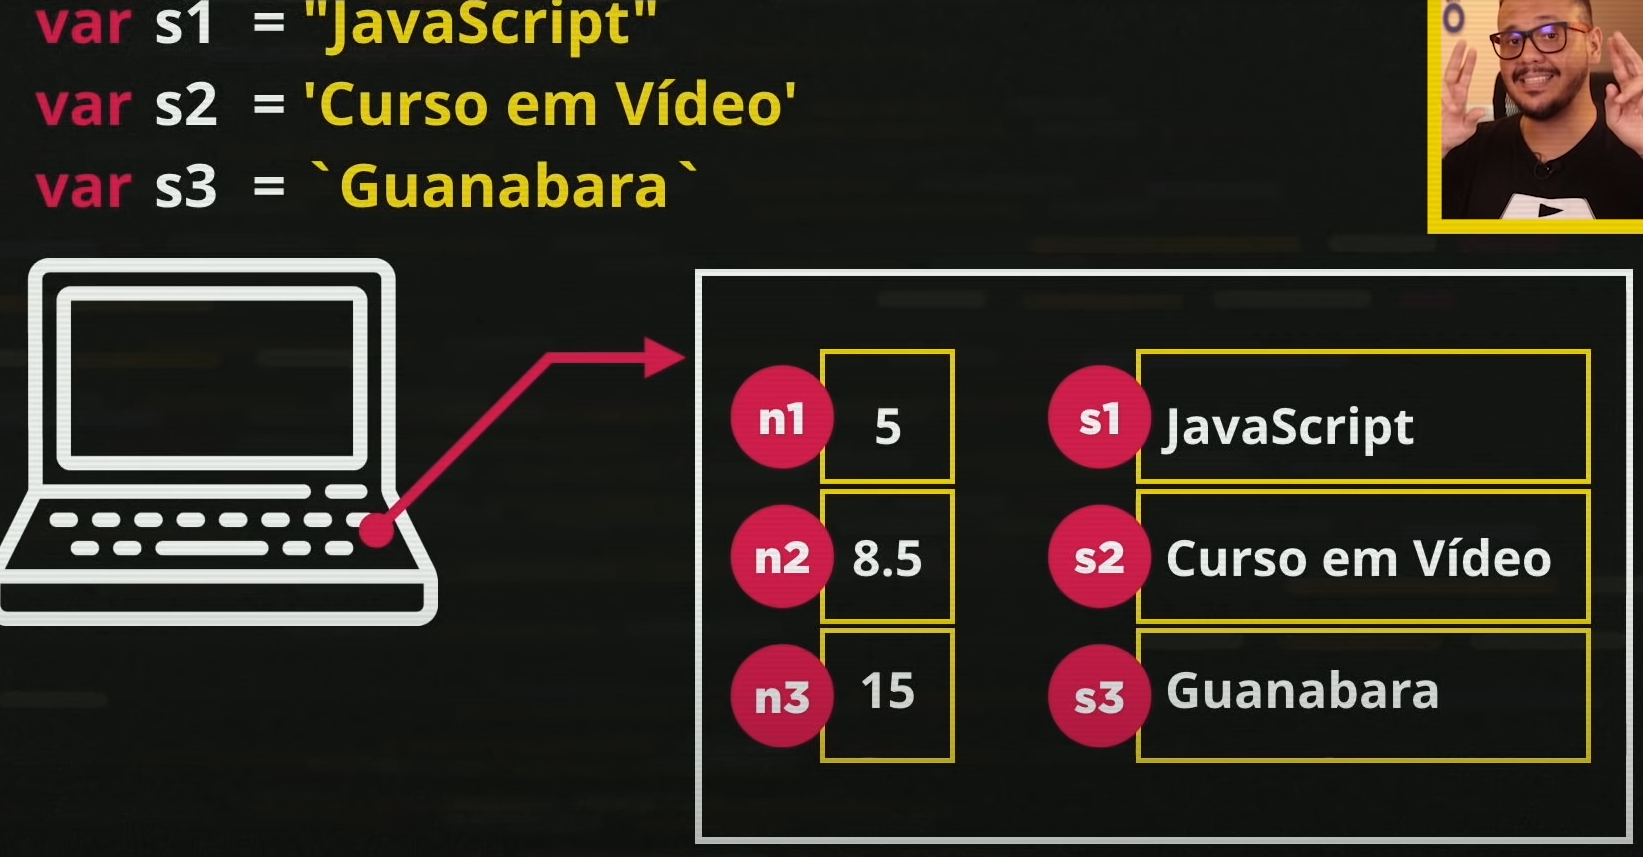 var s1 = "JavaScript"
var s2 = 'Curso em Vídeo'
var s3 = `Guanabara`
n1 5 s1 JavaScript
n2 8.5 s2 Curso em Vídeo
n3 15 s3 Guanabara